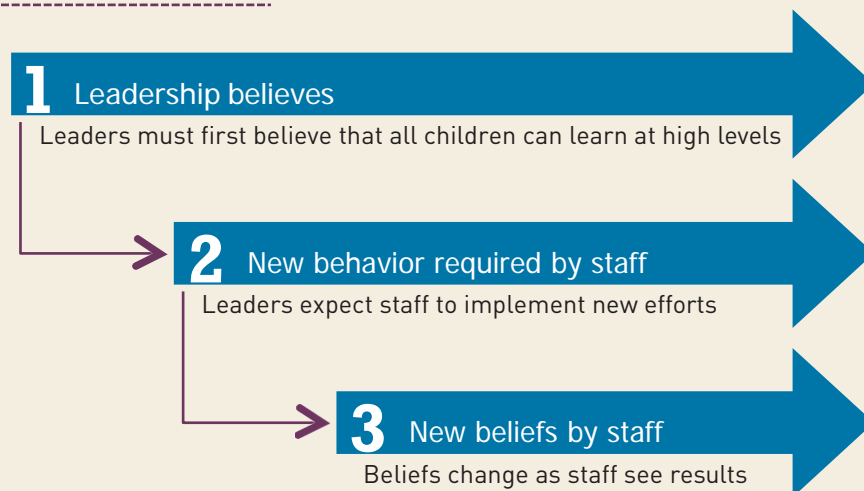 1 Leadership believes
Leaders must first believe that all children can learn at high levels
2 New behavior required by staff
Leaders expect staff to implement new efforts
3 New beliefs by staff
Beliefs change as staff see results